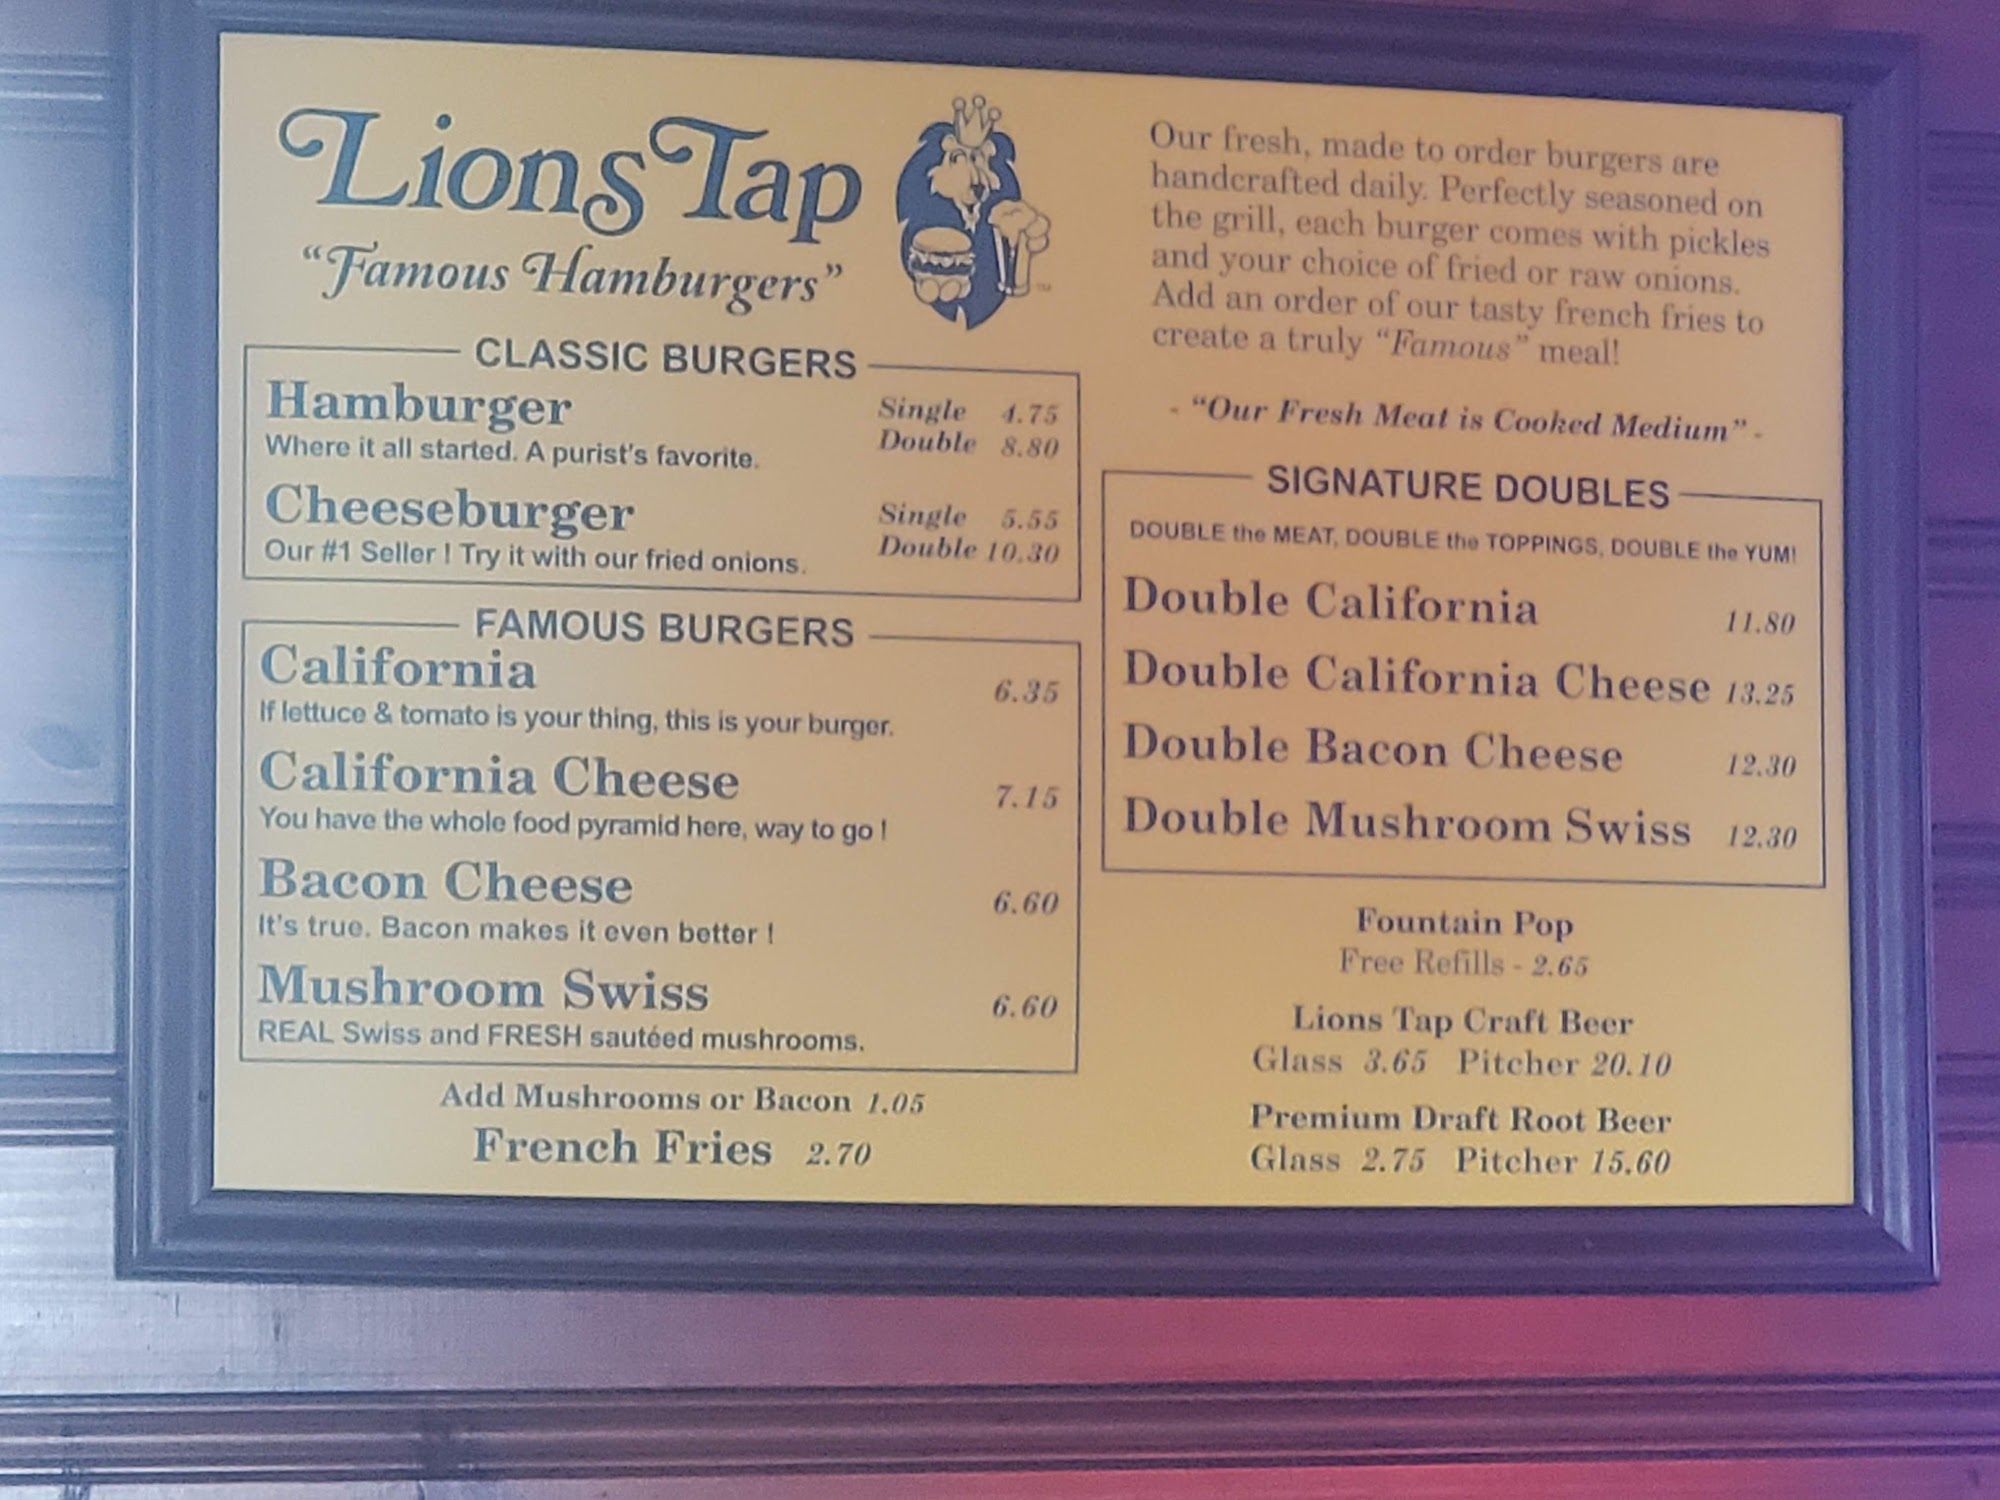 Lions Tap
"Famous Hamburgers"
TM
CLASSIC BURGERS
Hamburger
Where it all started. A purist's favorite.
Single 4.75
Double 8.80
Cheeseburger
Our #1 Seller ! Try it with our fried onions.
Single 5.55
Double 10.30
FAMOUS BURGERS
California 6.35
If lettuce & tomato is your thing, this is your burger.
California Cheese 7.15
You have the whole food pyramid here, way to go !
Bacon Cheese 6.60
It's true. Bacon makes it even better !
Mushroom Swiss 6.60
REAL Swiss and FRESH sautéed mushrooms.
Add Mushrooms or Bacon 1.05
French Fries 2.70
Our fresh, made to order burgers are
handcrafted daily. Perfectly seasoned on
the grill, each burger comes with pickles
and your choice of fried or raw onions.
Add an order of our tasty french fries to
create a truly "Famous" meal!
- "Our Fresh Meat is Cooked Medium" -
SIGNATURE DOUBLES
DOUBLE the MEAT, DOUBLE the TOPPINGS, DOUBLE the YUM!
Double California 11.80
Double California Cheese 13.25
Double Bacon Cheese 12.30
Double Mushroom Swiss 12.30
Fountain Pop
Free Refills - 2.65
Lions Tap Craft Beer
Glass 3.65 Pitcher 20.10
Premium Draft Root Beer
Glass 2.75 Pitcher 15.60